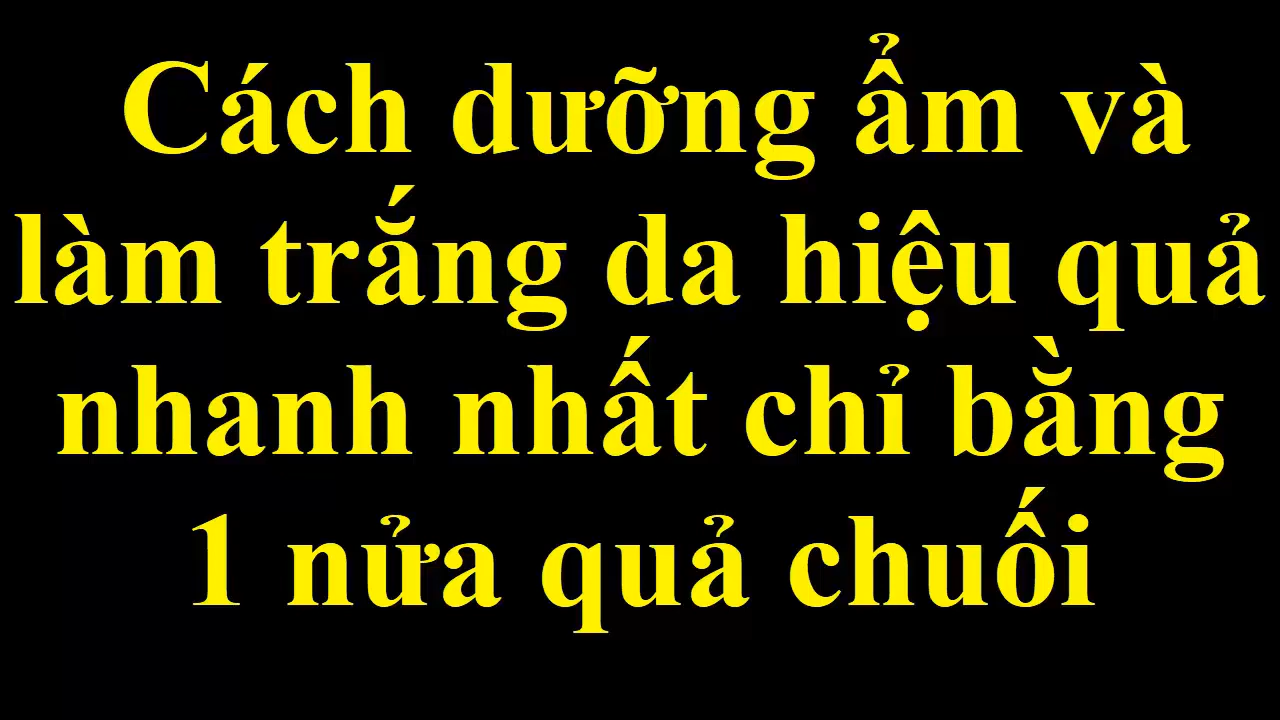 Cách dưỡng ẩm và
làm trắng da hiệu quả
nhanh nhất chỉ bằng
1 nửa quả chuối